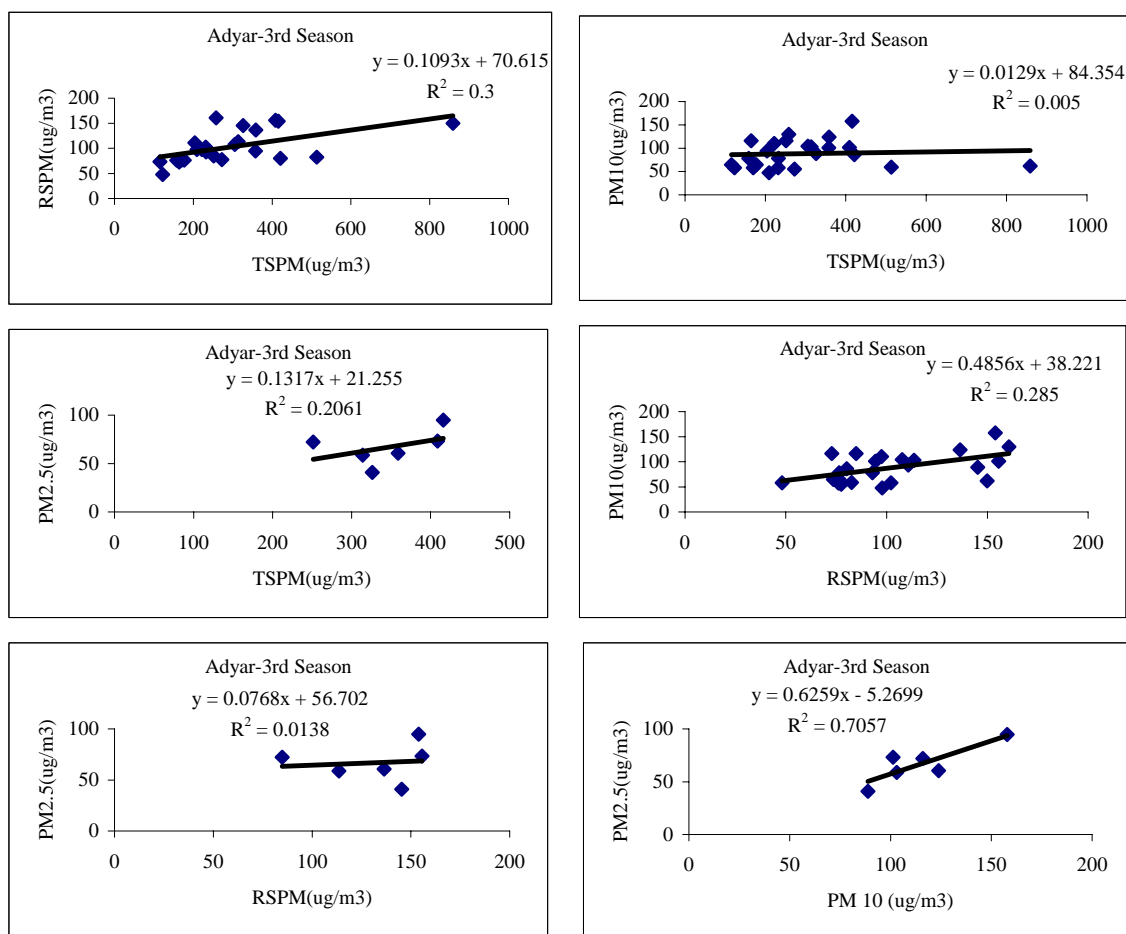 Adyar-3rd Season
y = 0.1093x + 70.615
R² = 0.3
200
150
100
50
0
0 200 400 600 800 1000
RSPM(ug/m3)
TSPM(ug/m3)
Adyar-3rd Season
y = 0.0129x + 84.354
R² = 0.005
200
150
100
50
0
0 200 400 600 800 1000
PM10(ug/m3)
TSPM(ug/m3)
Adyar-3rd Season
y = 0.1317x + 21.255
R² = 0.2061
100
50
0
0 100 200 300 400 500
PM2.5(ug/m3)
TSPM(ug/m3)
Adyar-3rd Season
y = 0.4856x + 38.221
R² = 0.285
200
150
100
50
0
0 50 100 150 200
PM10(ug/m3)
RSPM(ug/m3)
Adyar-3rd Season
y = 0.0768x + 56.702
R² = 0.0138
100
50
0
0 50 100 150 200
PM2.5(ug/m3)
RSPM(ug/m3)
Adyar-3rd Season
y = 0.6259x - 5.2699
R² = 0.7057
100
50
0
0 50 100 150 200
PM2.5(ug/m3)
PM 10 (ug/m3)